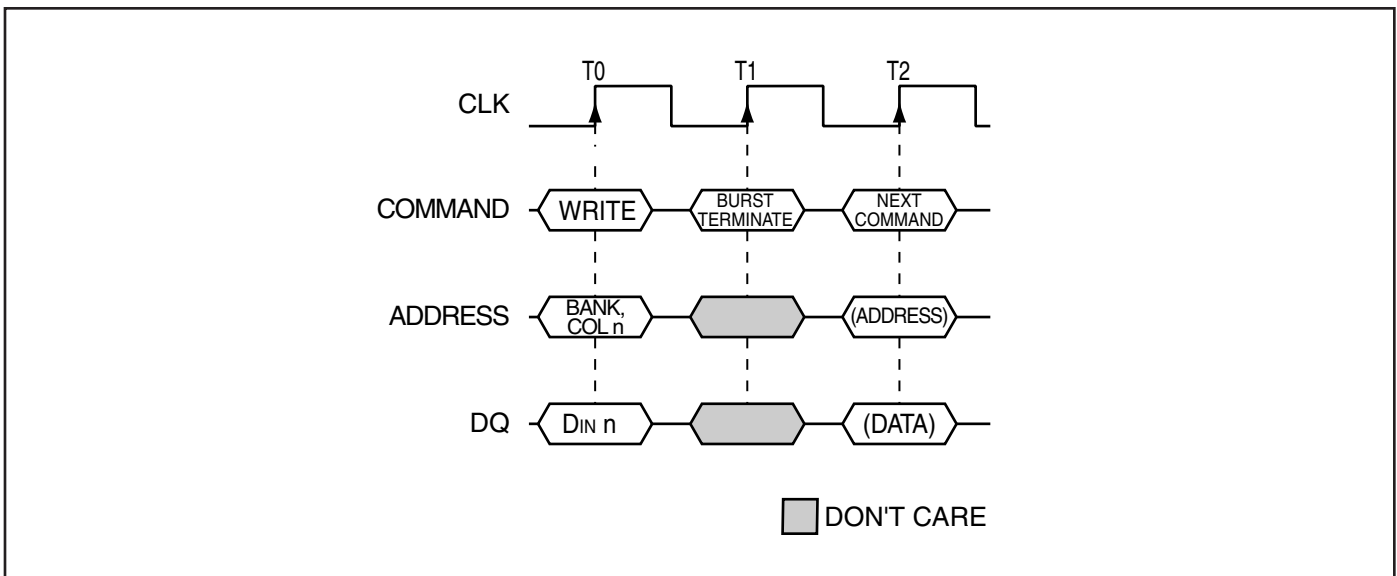 T0 T1 T2
CLK
COMMAND WRITE BURST TERMINATE NEXT COMMAND
ADDRESS BANK, COL n (ADDRESS)
DQ DIN n (DATA)
DON'T CARE